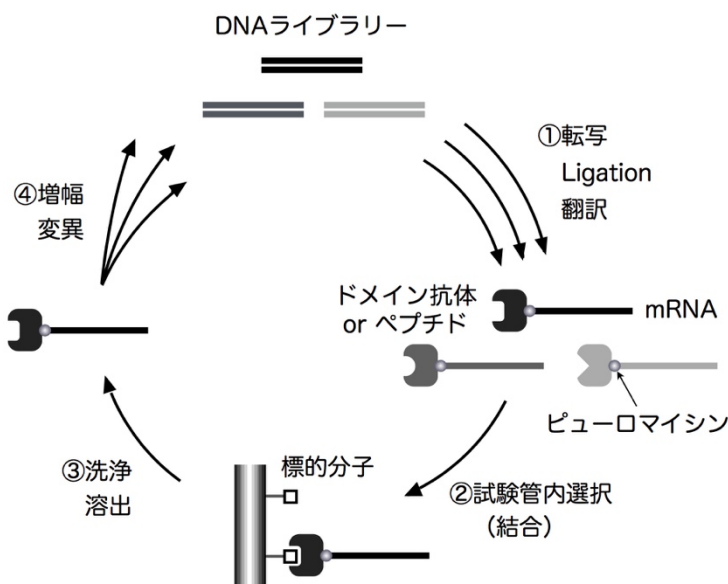 DNAライブラリー
①転写
Ligation
翻訳
④増幅
変異
ドメイン抗体
or ペプチド
mRNA
ピューロマイシン
標的分子
③洗浄
溶出
②試験管内選択
（結合）